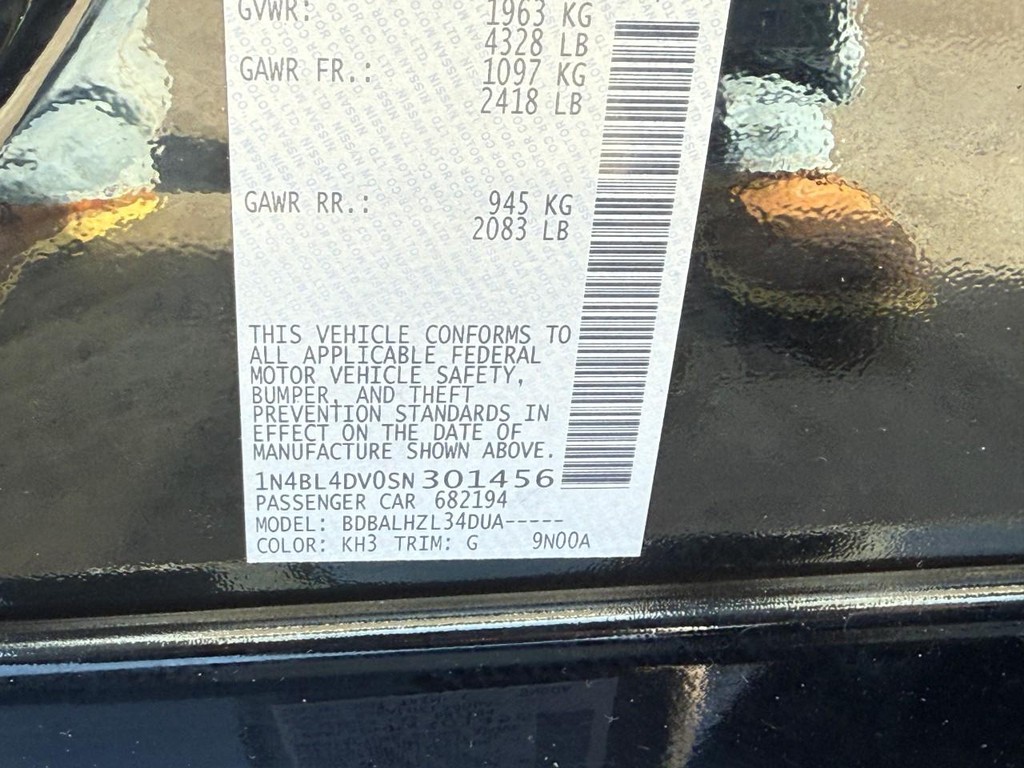 GVWR: 1963 KG
4328 LB
GAWR FR.: 1097 KG
2418 LB
GAWR RR.: 945 KG
2083 LB
THIS VEHICLE CONFORMS TO
ALL APPLICABLE FEDERAL
MOTOR VEHICLE SAFETY,
BUMPER, AND THEFT
PREVENTION STANDARDS IN
EFFECT ON THE DATE OF
MANUFACTURE SHOWN ABOVE.
1N4BL4DV0SN301456
PASSENGER CAR 682194
MODEL: BDBALHZL34DUA-----
COLOR: KH3 TRIM: G 9N00A